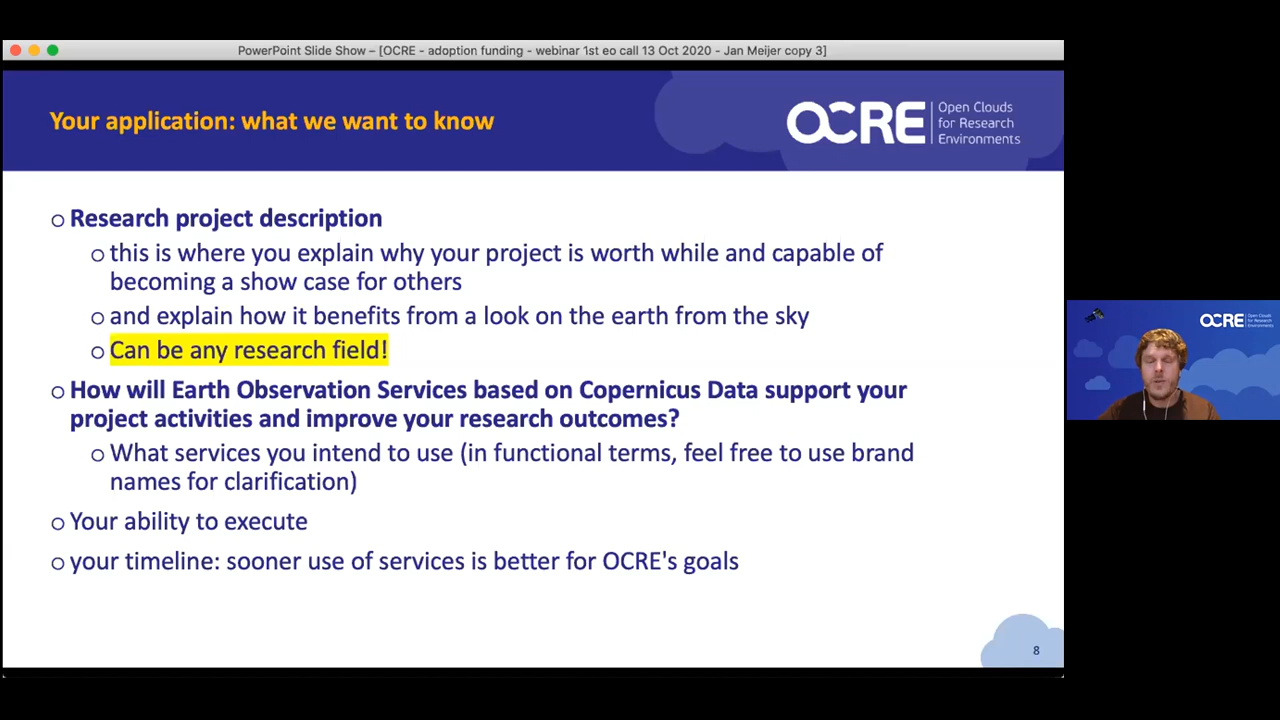 PowerPoint Slide Show – [OCRE - adoption funding - webinar 1st eo call 13 Oct 2020 - Jan Meijer copy 3]
Your application: what we want to know
OCRE
Open Clouds
for Research
Environments
Research project description
this is where you explain why your project is worth while and capable of
becoming a show case for others
and explain how it benefits from a look on the earth from the sky
Can be any research field!
How will Earth Observation Services based on Copernicus Data support your
project activities and improve your research outcomes?
What services you intend to use (in functional terms, feel free to use brand
names for clarification)
Your ability to execute
your timeline: sooner use of services is better for OCRE's goals
8
OCRE
Open Clouds
for Research
Environments